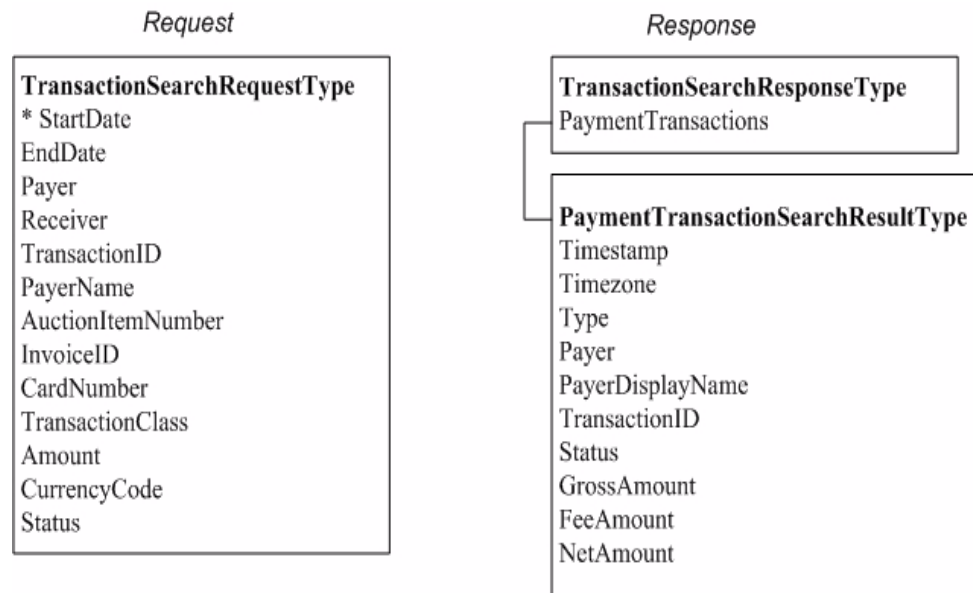 Request
TransactionSearchRequestType
* StartDate
EndDate
Payer
Receiver
TransactionID
PayerName
AuctionItemNumber
InvoiceID
CardNumber
TransactionClass
Amount
CurrencyCode
Status
Response
TransactionSearchResponseType
PaymentTransactions
PaymentTransactionSearchResultType
Timestamp
Timezone
Type
Payer
PayerDisplayName
TransactionID
Status
GrossAmount
FeeAmount
NetAmount